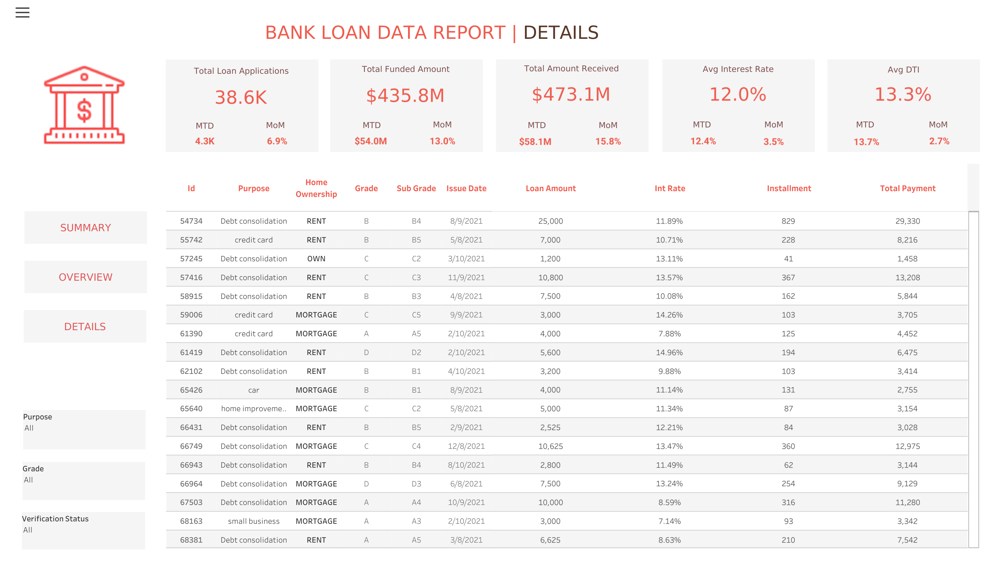 BANK LOAN DATA REPORT | DETAILS
$
Total Loan Applications
38.6K
MTD MoM
4.3K 6.9%
Total Funded Amount
$435.8M
MTD MoM
$54.0M 13.0%
Total Amount Received
$473.1M
MTD MoM
$58.1M 15.8%
Avg Interest Rate
12.0%
MTD MoM
12.4% 3.5%
Avg DTI
13.3%
MTD MoM
13.7% 2.7%
SUMMARY
OVERVIEW
DETAILS
Purpose
All
Grade
All
Verification Status
All
Id Purpose Home Ownership Grade Sub Grade Issue Date Loan Amount Int Rate Installment Total Payment
54734 Debt consolidation RENT B B4 8/9/2021 25,000 11.89% 829 29,330
55742 credit card RENT B B5 5/8/2021 7,000 10.71% 228 8,216
57245 Debt consolidation OWN C C2 3/10/2021 1,200 13.11% 41 1,458
57416 Debt consolidation RENT C C3 11/9/2021 10,800 13.57% 367 13,208
58915 Debt consolidation RENT B B3 4/8/2021 7,500 10.08% 162 5,844
59006 credit card MORTGAGE C C5 9/9/2021 3,000 14.26% 103 3,705
61390 credit card MORTGAGE A A5 2/10/2021 4,000 7.88% 125 4,452
61419 Debt consolidation RENT D D2 2/10/2021 5,600 14.96% 194 6,475
62102 Debt consolidation RENT B B1 4/10/2021 3,200 9.88% 103 3,414
65426 car MORTGAGE B B1 8/9/2021 4,000 11.14% 131 2,755
65640 home improveme.. MORTGAGE C C2 5/8/2021 5,000 11.34% 87 3,154
66431 Debt consolidation RENT B B5 2/9/2021 2,525 12.21% 84 3,028
66749 Debt consolidation MORTGAGE C C4 12/8/2021 10,625 13.47% 360 12,975
66943 Debt consolidation RENT B B4 8/10/2021 2,800 11.49% 62 3,144
66964 Debt consolidation MORTGAGE D D3 6/8/2021 7,500 13.24% 254 9,129
67503 Debt consolidation MORTGAGE A A4 10/9/2021 10,000 8.59% 316 11,280
68163 small business MORTGAGE A A3 2/10/2021 3,000 7.14% 93 3,342
68381 Debt consolidation RENT A A5 3/8/2021 6,625 8.63% 210 7,542